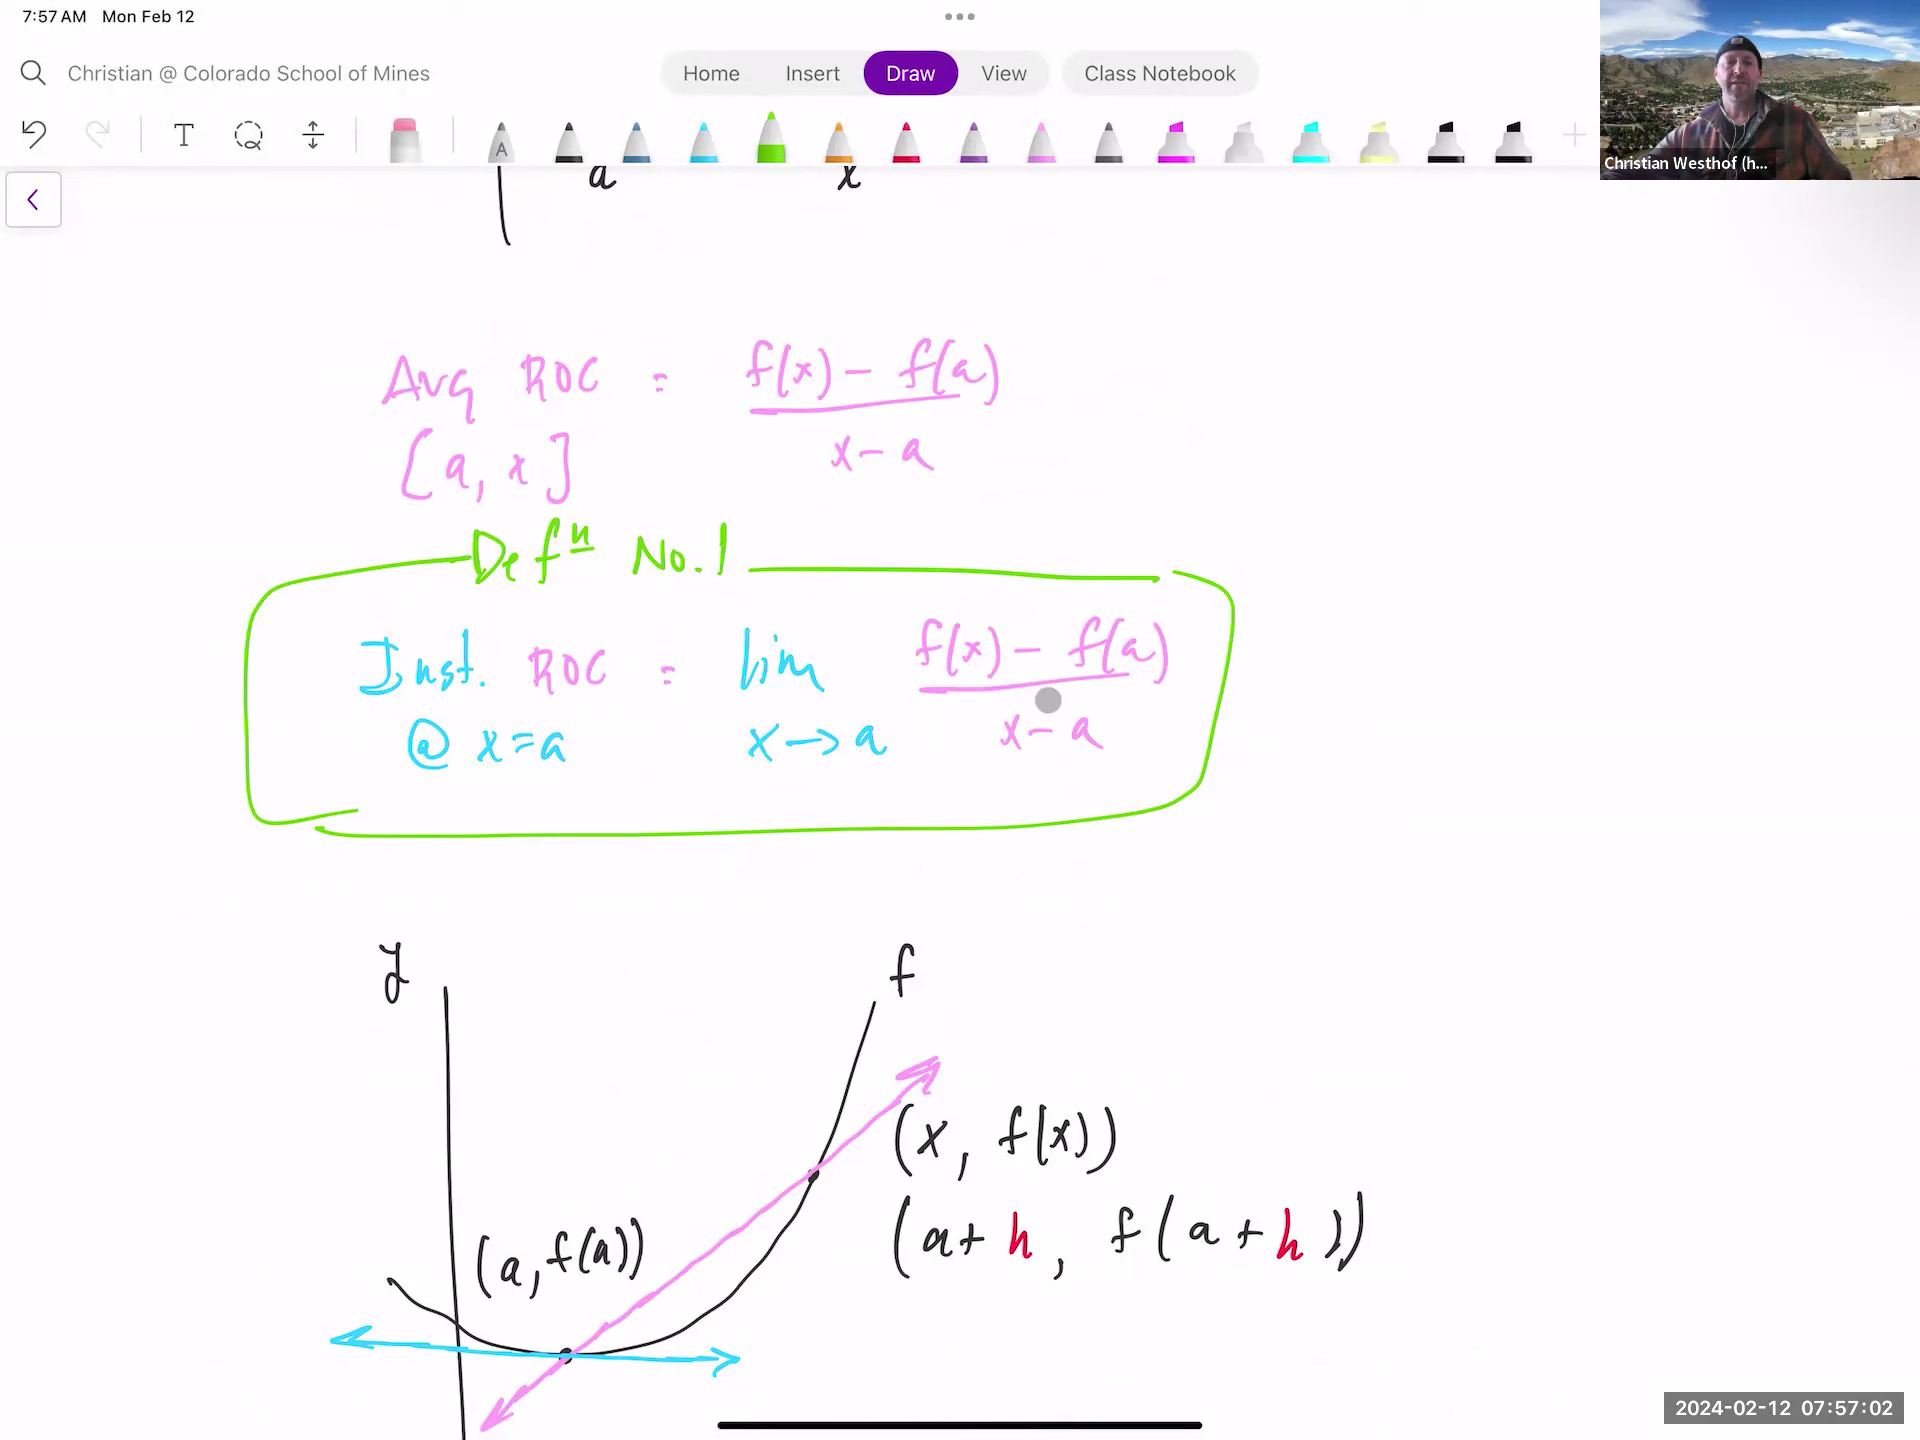 7:57 AM Mon Feb 12
Christian @ Colorado School of Mines
Home Insert Draw View Class Notebook
T
A
Christian Westhof (h...
a x
Avg ROC = f(x) - f(a)
[a, x] x - a
Defn No. 1
Inst. ROC = lim f(x) - f(a)
@ x = a x → a x - a
y f
(x, f(x))
(a + h, f(a + h))
(a, f(a))
2024-02-12 07:57:02